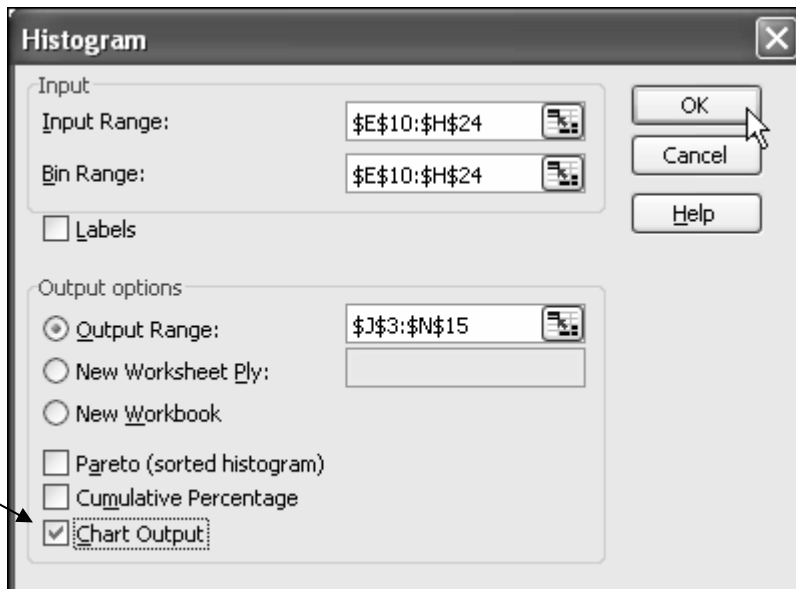 Histogram
Input
Input Range: $E$10:$H$24
Bin Range: $E$10:$H$24
Labels
OK
Cancel
Help
Output options
Output Range: $J$3:$N$15
New Worksheet Ply:
New Workbook
Pareto (sorted histogram)
Cumulative Percentage
Chart Output